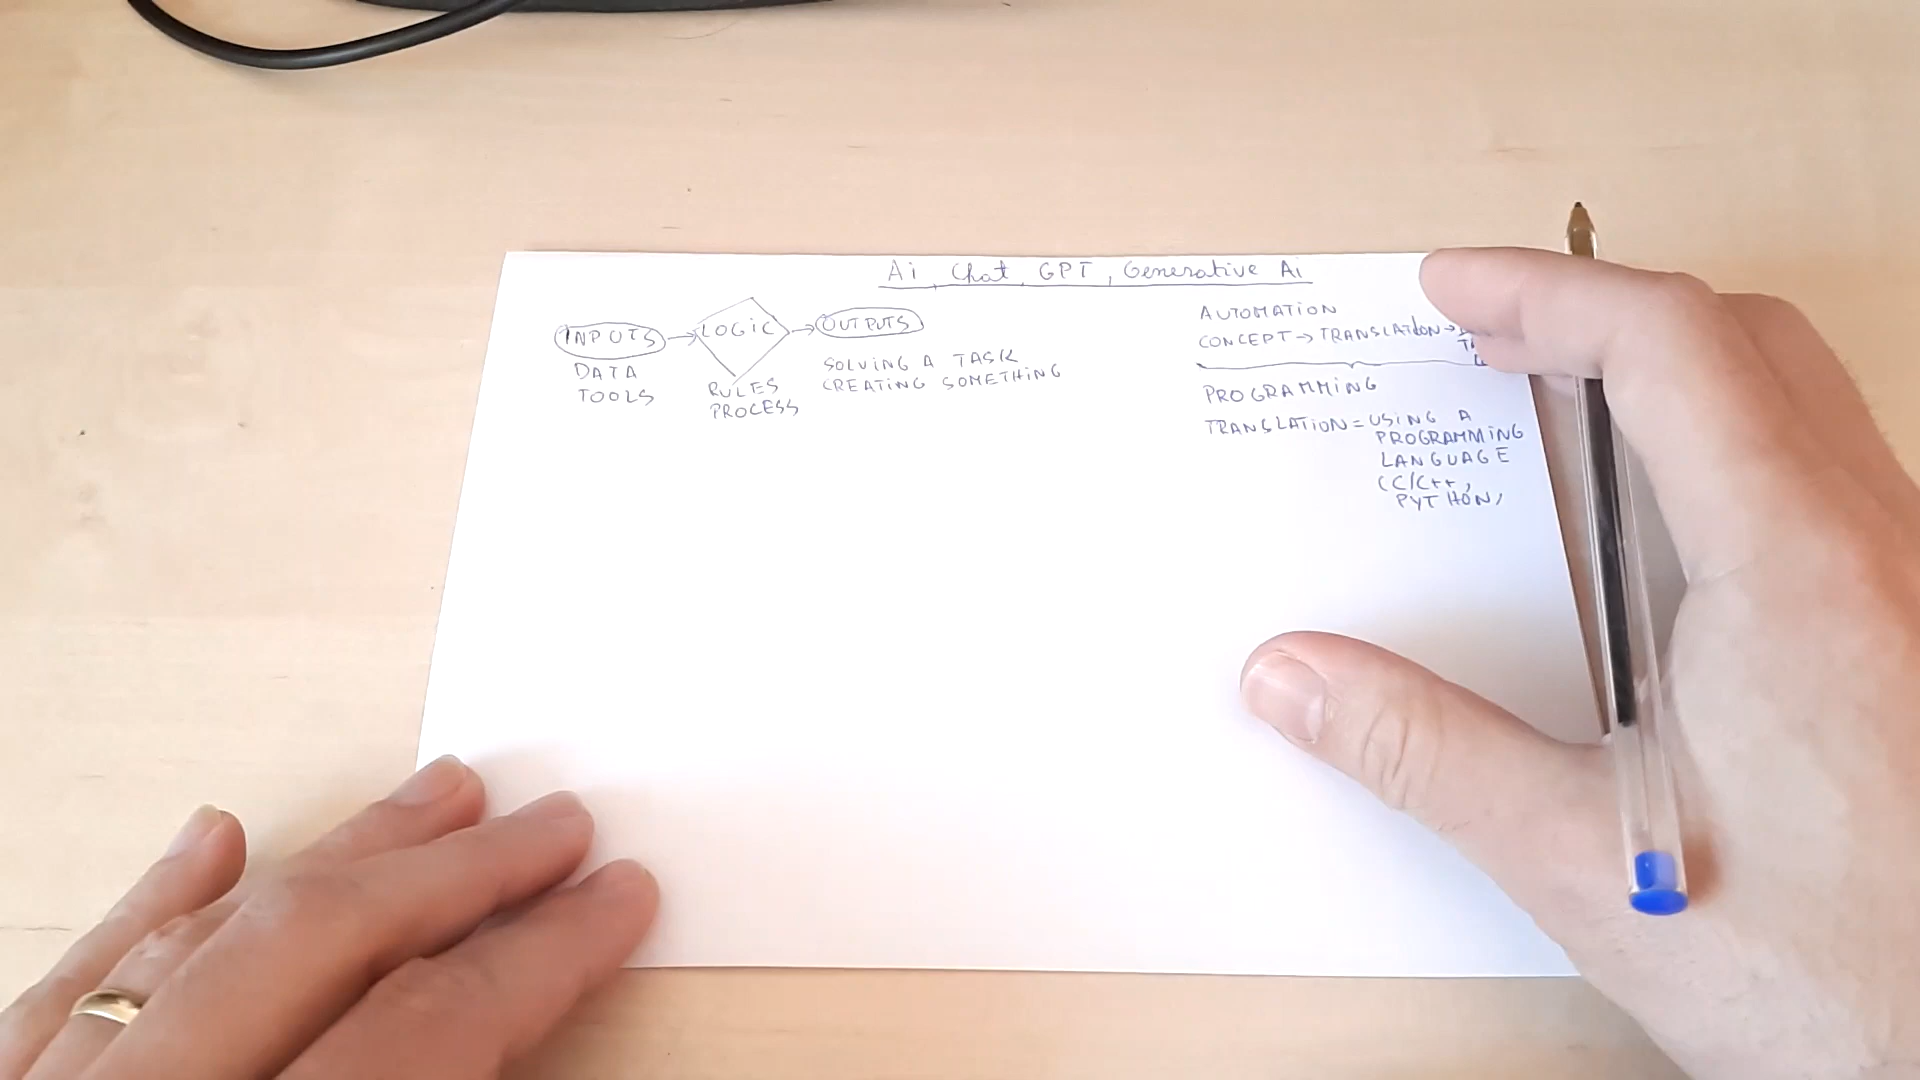 Ai, Chat GPT, Generative Ai
INPUTS → LOGIC → OUTPUTS
DATA
TOOLS
RULES
PROCESS
SOLVING A TASK
CREATING SOMETHING
AUTOMATION
CONCEPT → TRANSLATION →
PROGRAMMING
TRANSLATION = USING A
PROGRAMMING
LANGUAGE
(C/C++,
PYTHON,